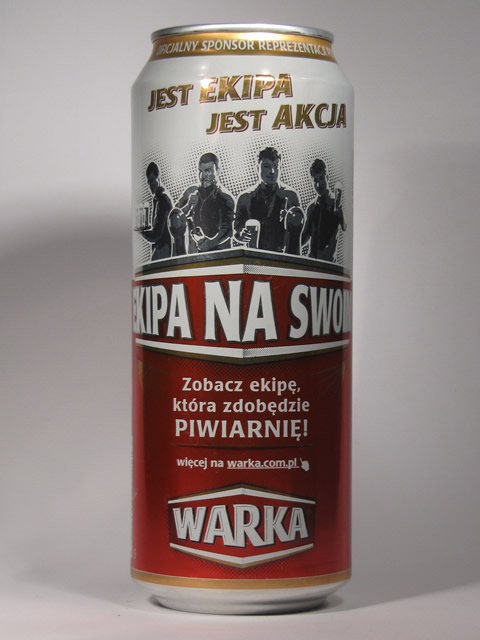 OFICJALNY SPONSOR REPREZENTACJI
JEST EKIPA
JEST AKCJA
EKIPA NA SWOIM
Zobacz ekipę,
która zdobędzie
PIWIARNIĘ!
więcej na warka.com.pl
WARKA